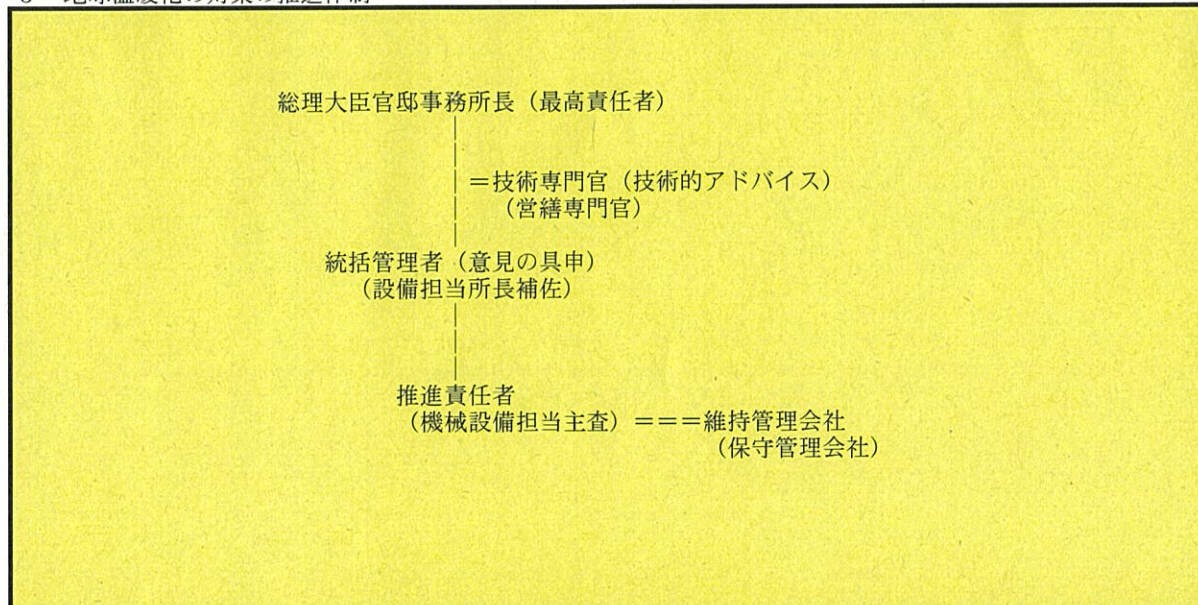 総理大臣官邸事務所長（最高責任者）
＝技術専門官（技術的アドバイス）
（営繕専門官）
統括管理者（意見の具申）
（設備担当所長補佐）
推進責任者
（機械設備担当主査）＝＝＝維持管理会社
（保守管理会社）